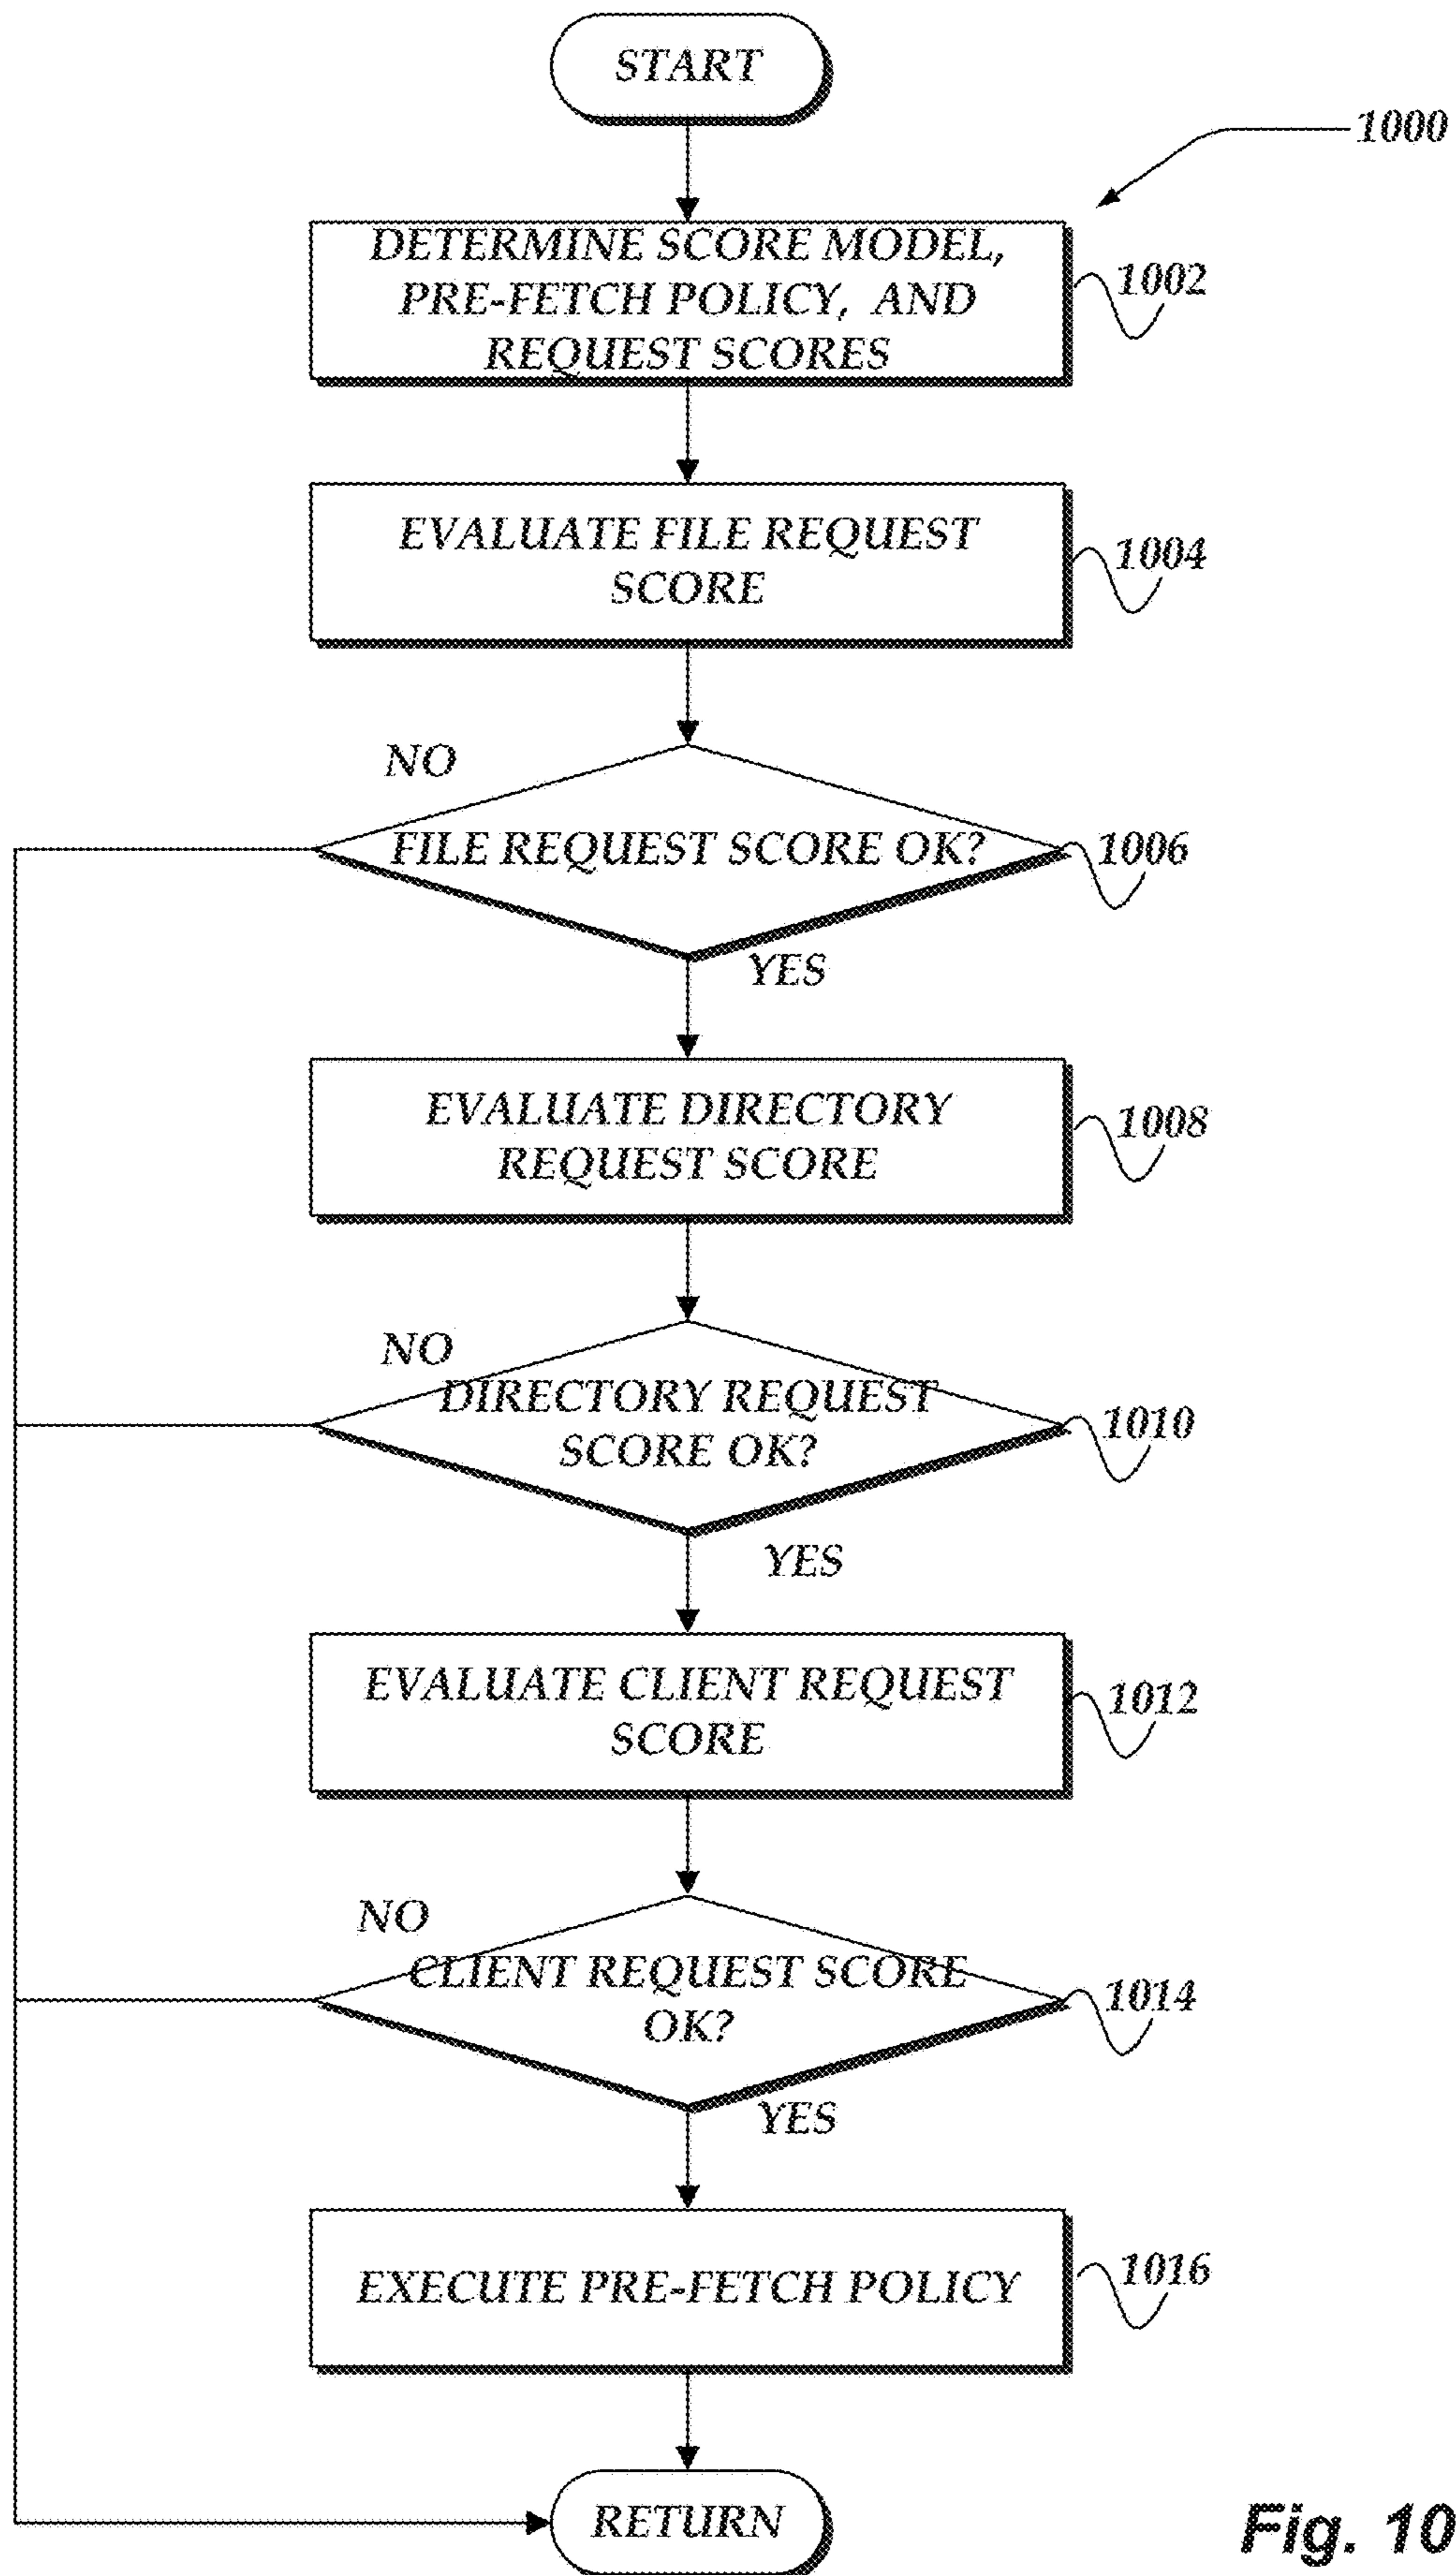 START
1000
DETERMINE SCORE MODEL,
PRE-FETCH POLICY, AND
REQUEST SCORES
1002
EVALUATE FILE REQUEST
SCORE
1004
NO
FILE REQUEST SCORE OK?
1006
YES
EVALUATE DIRECTORY
REQUEST SCORE
1008
NO
DIRECTORY REQUEST
SCORE OK?
1010
YES
EVALUATE CLIENT REQUEST
SCORE
1012
NO
CLIENT REQUEST SCORE
OK?
1014
YES
EXECUTE PRE-FETCH POLICY
1016
RETURN
Fig. 10